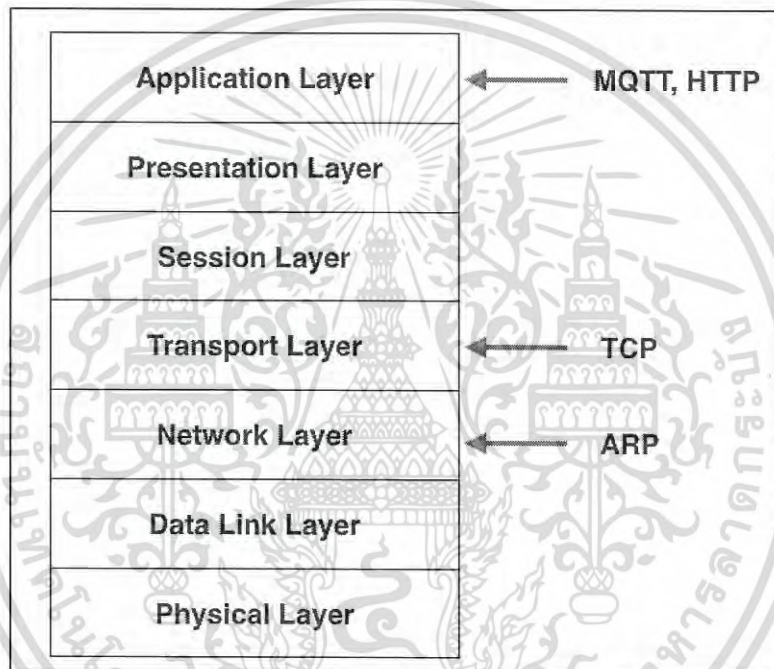 Application Layer
MQTT, HTTP
Presentation Layer
Session Layer
Transport Layer
TCP
Network Layer
ARP
Data Link Layer
Physical Layer